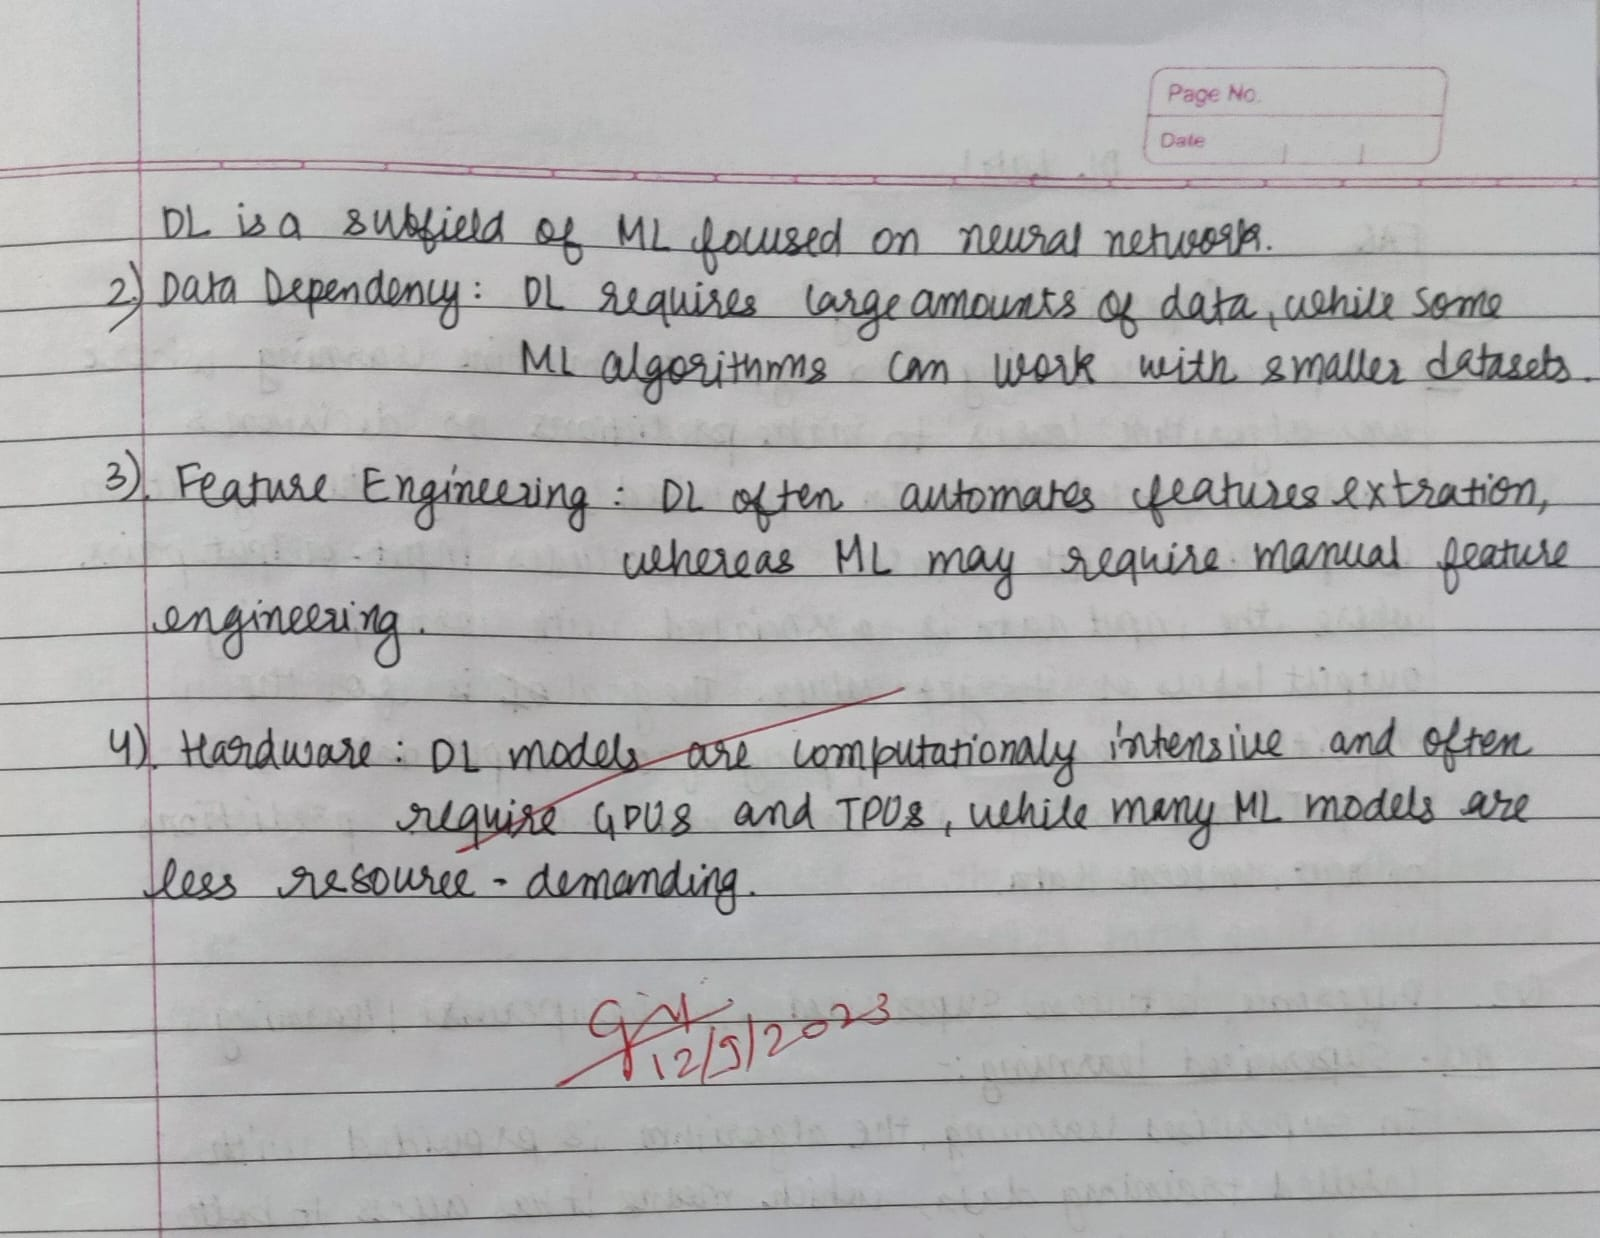 Page No.
Date
DL is a subfield of ML focused on neural network.
2) Data Dependency : DL requires large amounts of data, while some
ML algorithms can work with smaller datasets.
3). Feature Engineering : DL often automates features extration,
whereas ML may require manual feature
engineering.
4). Hardware : DL models are computationaly intensive and often
require GPUs and TPUs, while many ML models are
less resource - demanding.
12/9/2023